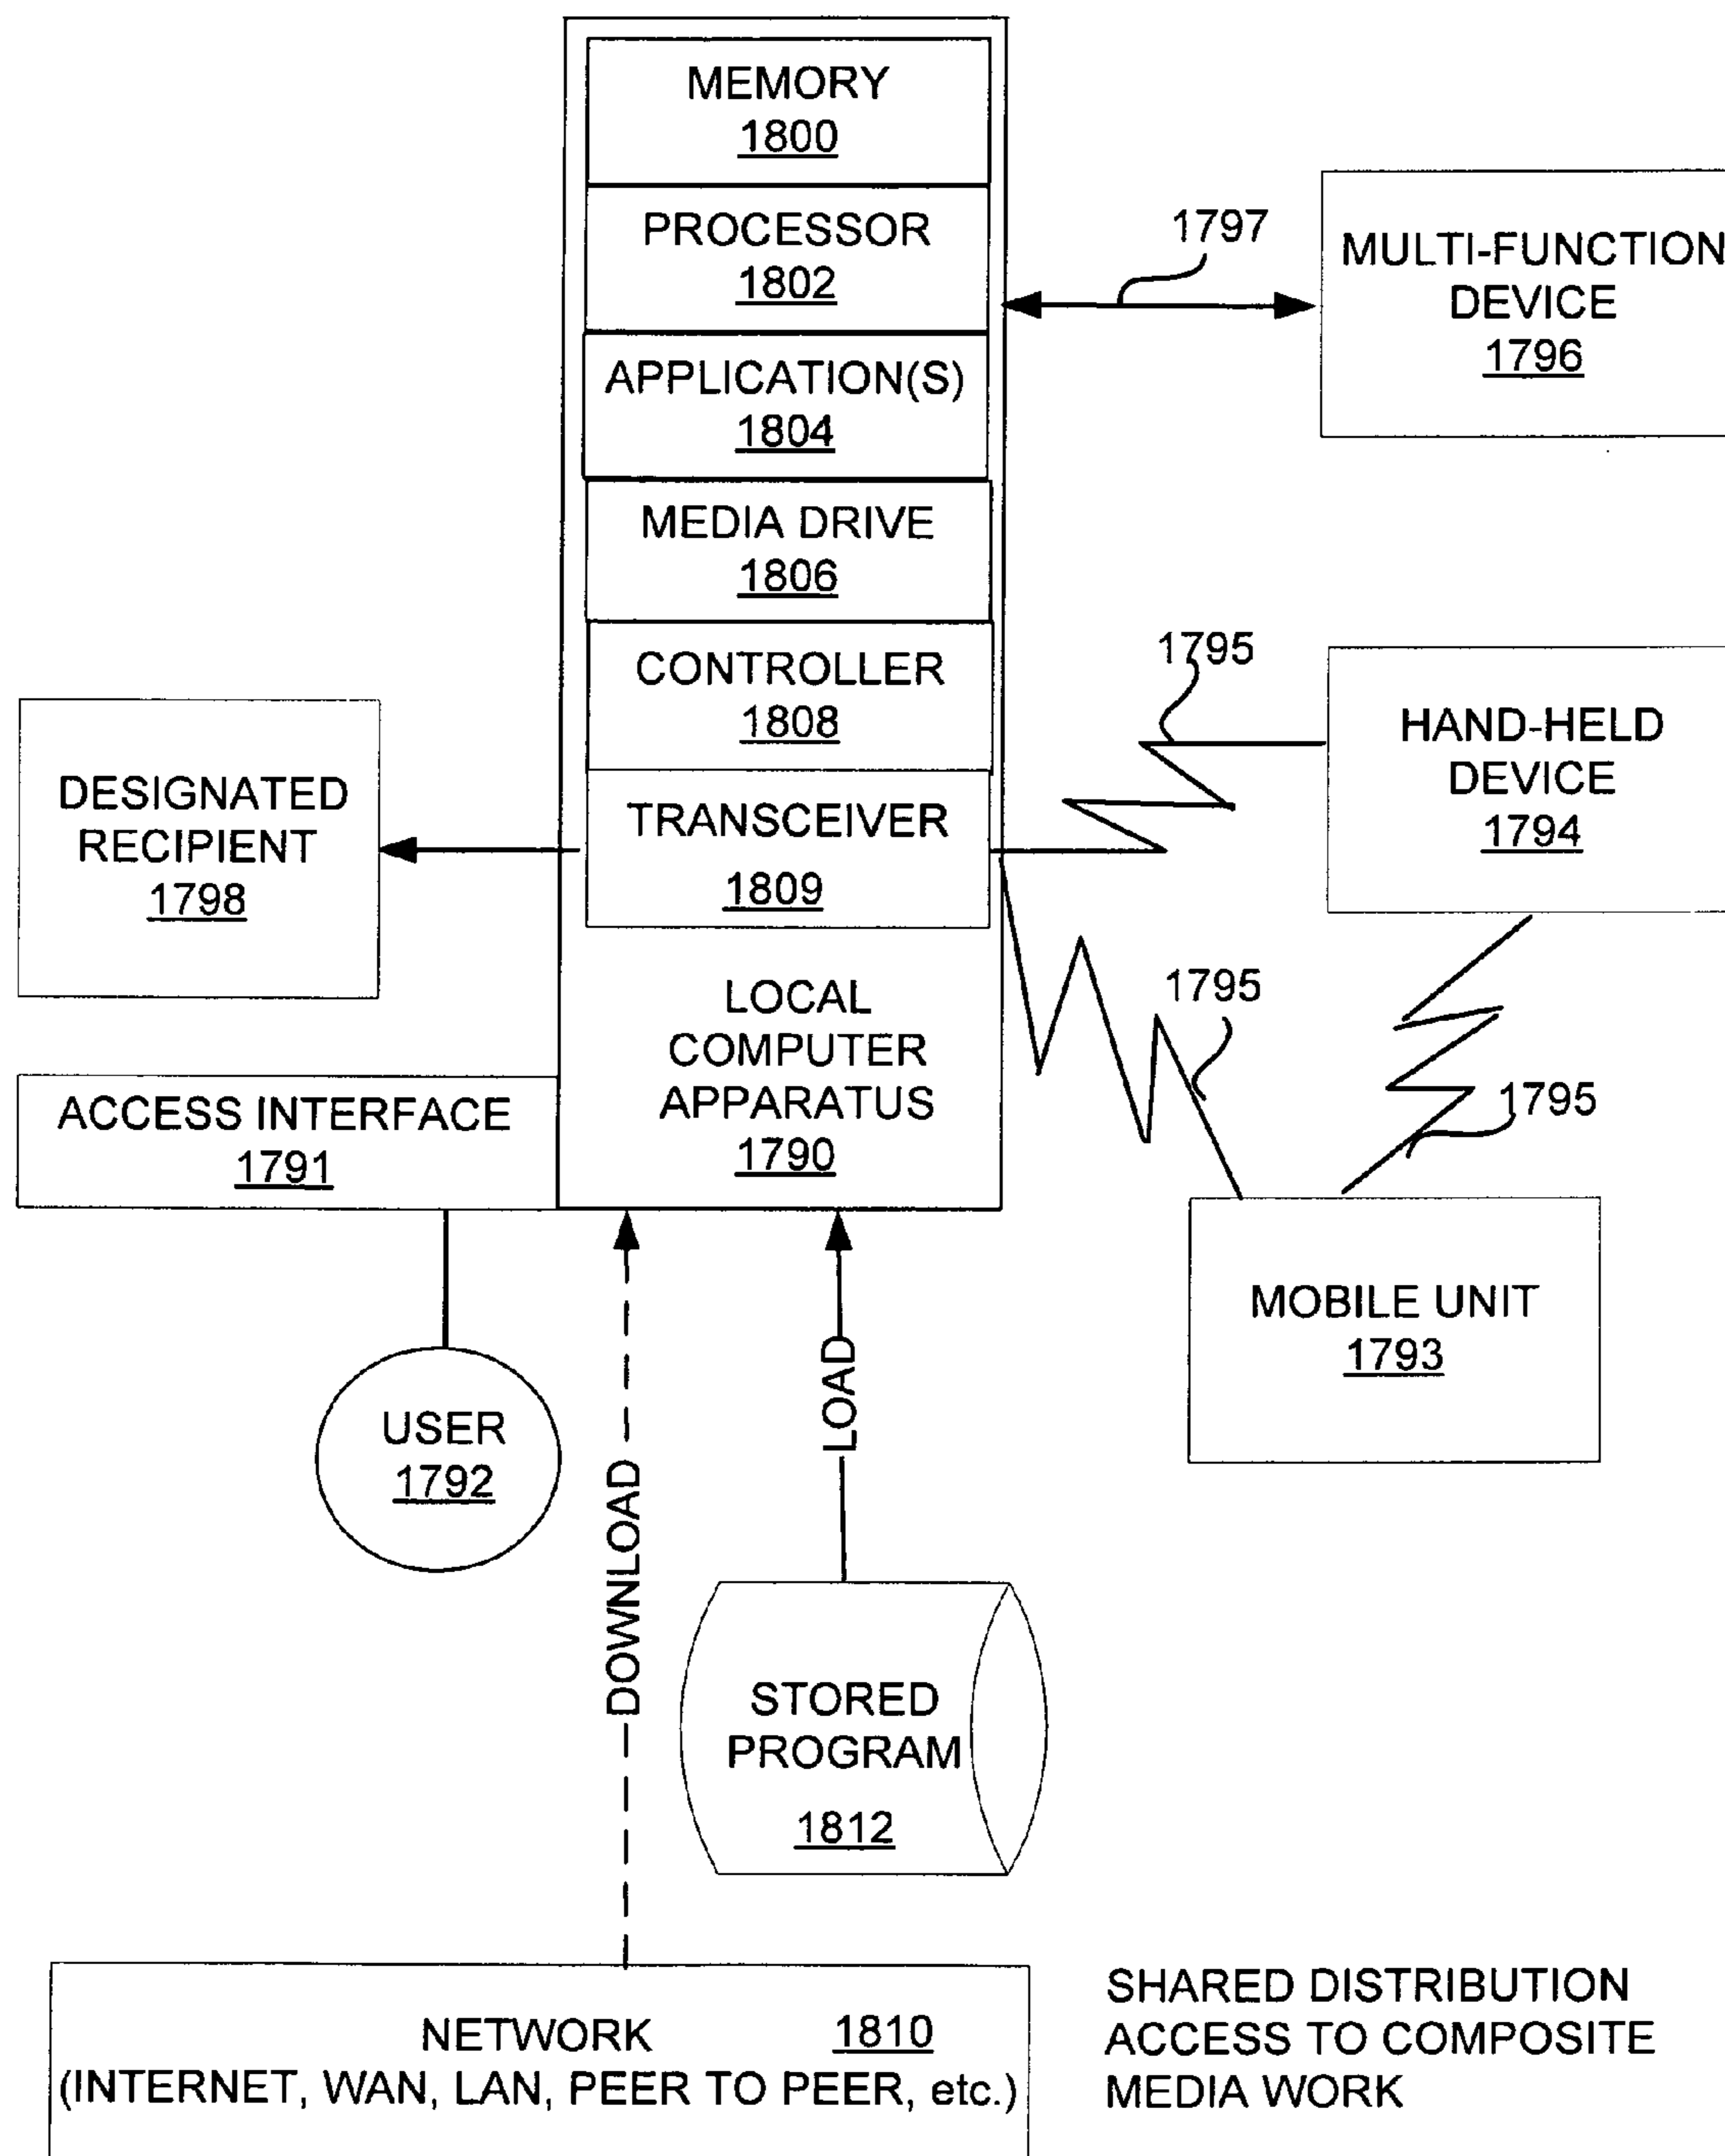 MEMORY
1800
PROCESSOR
1802
APPLICATION(S)
1804
MEDIA DRIVE
1806
CONTROLLER
1808
TRANSCEIVER
1809
LOCAL
COMPUTER
APPARATUS
1790
1797
MULTI-FUNCTION
DEVICE
1796
1795
HAND-HELD
DEVICE
1794
DESIGNATED
RECIPIENT
1798
1795
1795
ACCESS INTERFACE
1791
MOBILE UNIT
1793
USER
1792
DOWNLOAD
LOAD
STORED
PROGRAM
1812
NETWORK 1810
(INTERNET, WAN, LAN, PEER TO PEER, etc.)
SHARED DISTRIBUTION
ACCESS TO COMPOSITE
MEDIA WORK